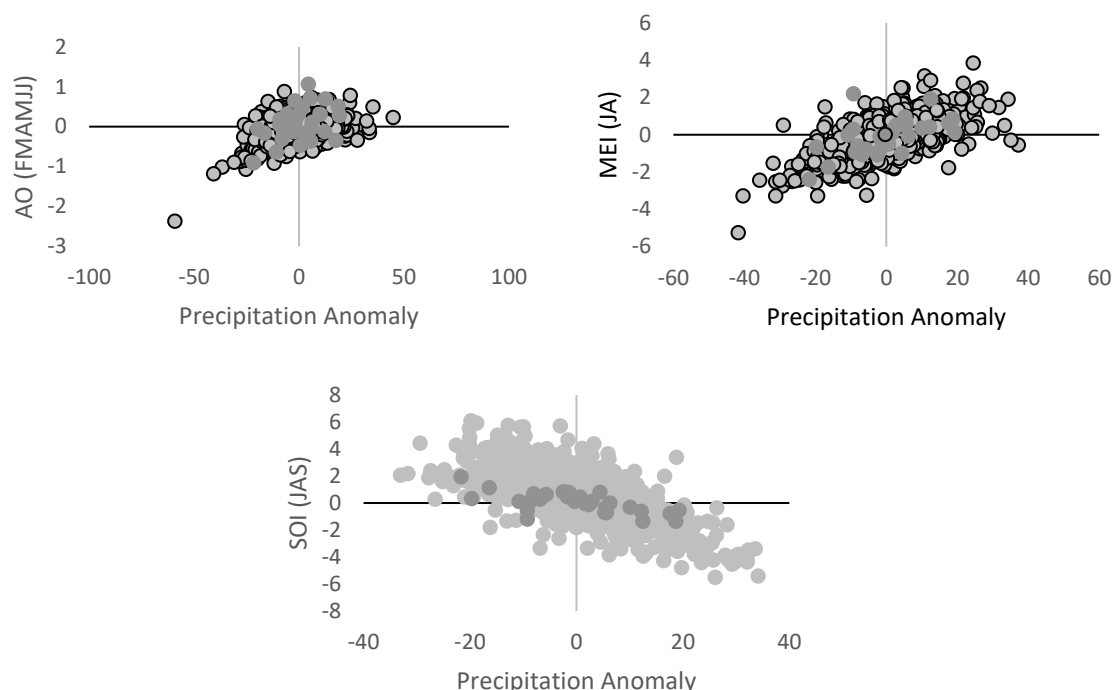 2
1
0
-1
-2
-3
AO (FMAMJJ)
-100 -50 0 50 100
Precipitation Anomaly
6
4
2
0
-2
-4
-6
MEI (JA)
-60 -40 -20 0 20 40 60
Precipitation Anomaly
8
6
4
2
0
-2
-4
-6
-8
SOI (JAS)
-40 -20 0 20 40
Precipitation Anomaly